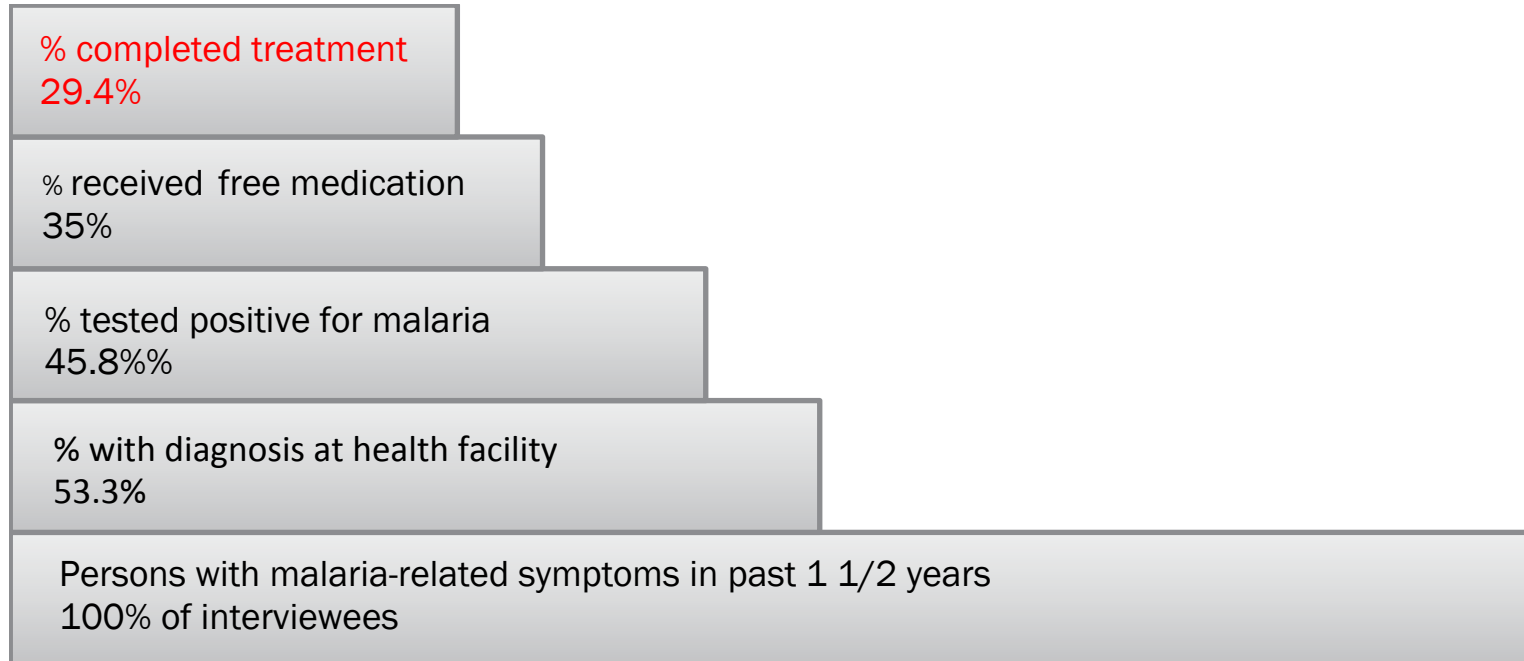 % completed treatment
29.4%
% received free medication
35%
% tested positive for malaria
45.8%%
% with diagnosis at health facility
53.3%
Persons with malaria-related symptoms in past 1 1/2 years
100% of interviewees